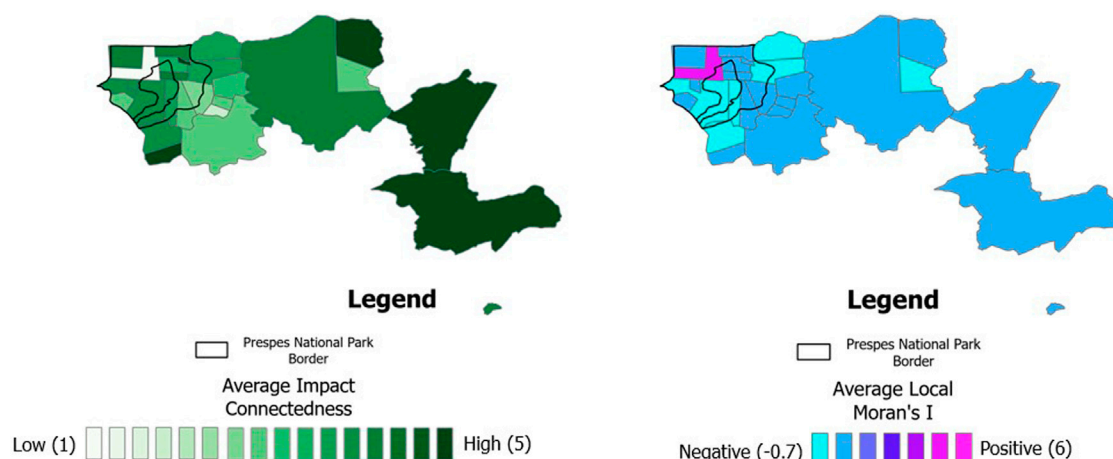 Legend
Prespes National Park
Border
Average Impact
Connectedness
Low (1) High (5)
Legend
Prespes National Park
Border
Average Local
Moran's I
Negative (-0.7) Positive (6)